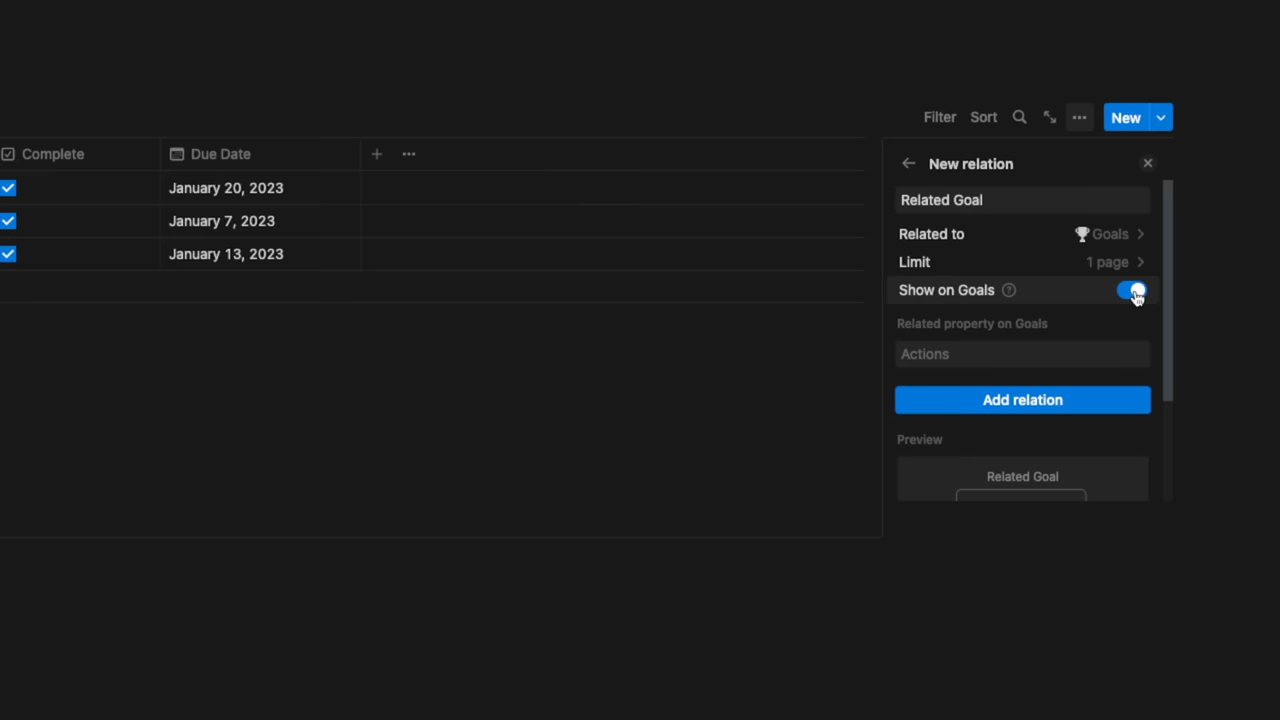 Filter Sort New
Complete Due Date
New relation
January 20, 2023
Related Goal
January 7, 2023
Related to Goals
January 13, 2023
Limit 1 page
Show on Goals
Related property on Goals
Actions
Add relation
Preview
Related Goal